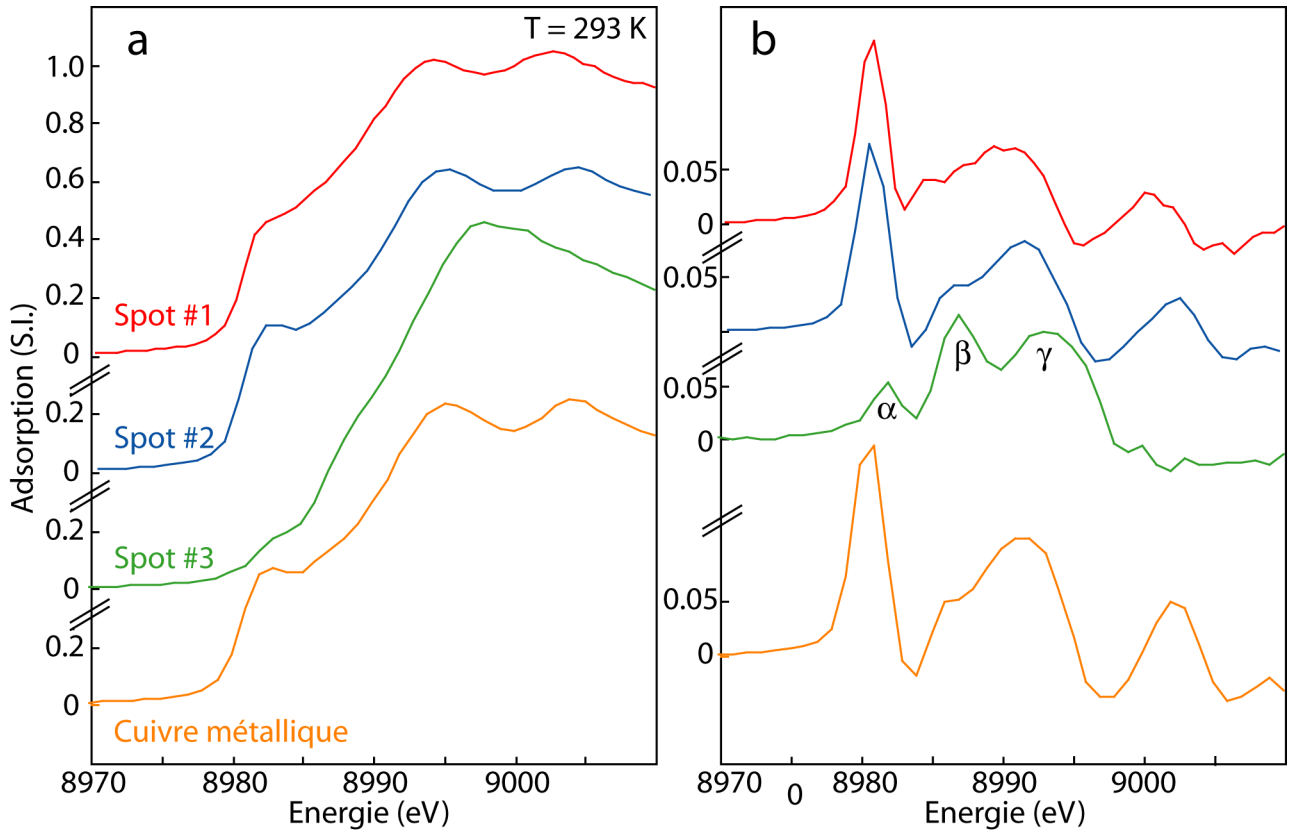 a
T = 293 K
b
1.0
0.8
0.6
0.4
0.2
0
0.2
0
0.2
0
0.2
0
Adsorption (S.I.)
Spot #1
Spot #2
Spot #3
Cuivre métallique
8970
8980
8990
9000
Energie (eV)
0.05
0
0.05
0.05
0
0.05
0
α
β
γ
8970
8980
8990
9000
0
Energie (eV)